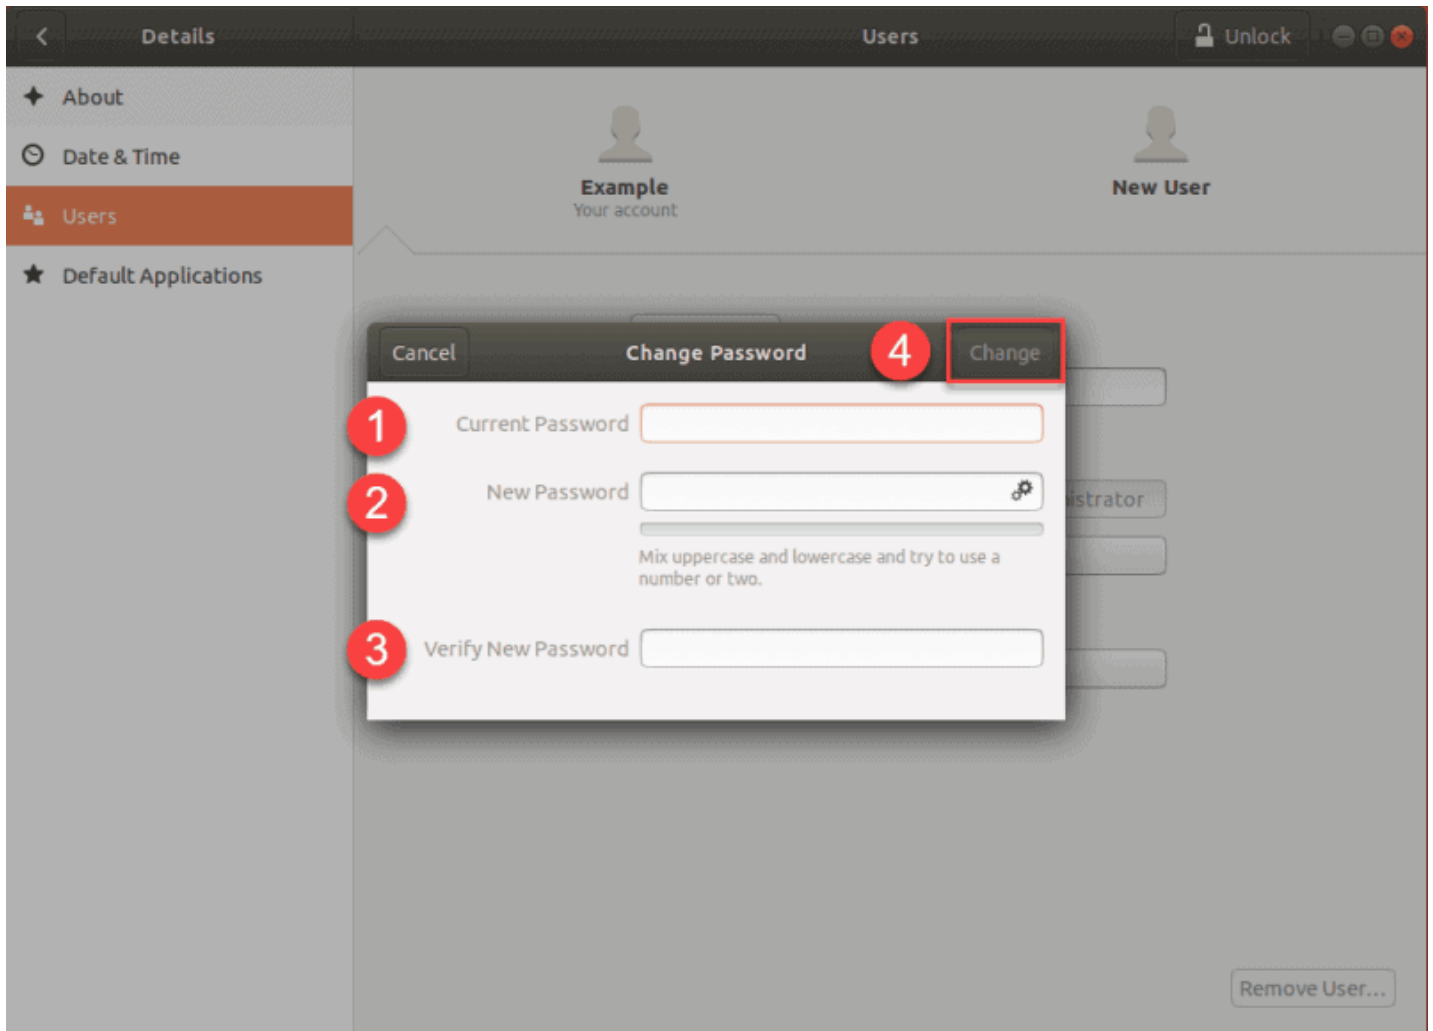 Details
Users
Unlock
About
Date & Time
Users
Default Applications
Example
Your account
New User
Cancel
Change Password
4
Change
1
Current Password
2
New Password
Mix uppercase and lowercase and try to use a
number or two.
3
Verify New Password
istrator
Remove User...